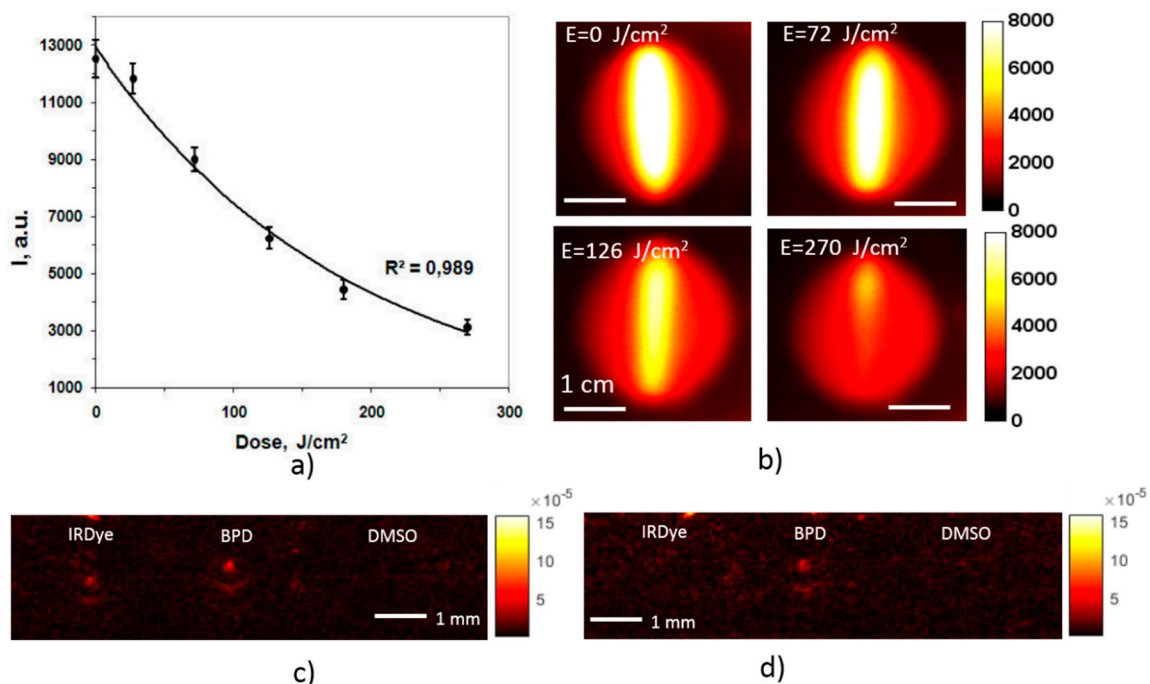 13000
11000
9000
7000
5000
3000
1000
I, a.u.
R² = 0,989
0
100
200
300
Dose, J/cm²
a)
E=0 J/cm²
E=72 J/cm²
8000
6000
4000
2000
0
E=126 J/cm²
1 cm
E=270 J/cm²
8000
6000
4000
2000
0
b)
IRDye
BPD
DMSO
1 mm
×10⁻⁵
15
10
5
c)
IRDye
BPD
DMSO
1 mm
×10⁻⁵
15
10
5
d)